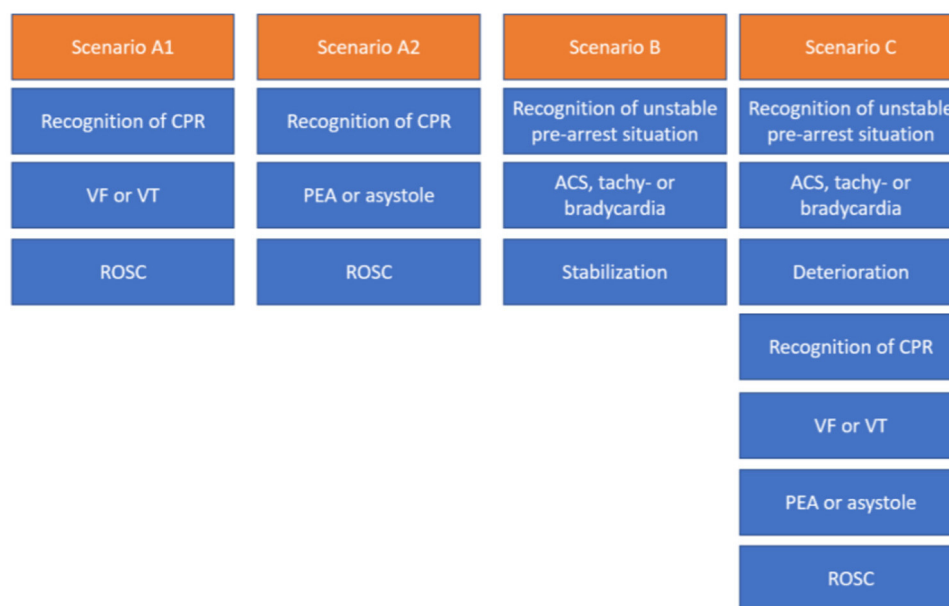 Scenario A1
Recognition of CPR
VF or VT
ROSC
Scenario A2
Recognition of CPR
PEA or asystole
ROSC
Scenario B
Recognition of unstable
pre-arrest situation
ACS, tachy- or
bradycardia
Stabilization
Scenario C
Recognition of unstable
pre-arrest situation
ACS, tachy- or
bradycardia
Deterioration
Recognition of CPR
VF or VT
PEA or asystole
ROSC